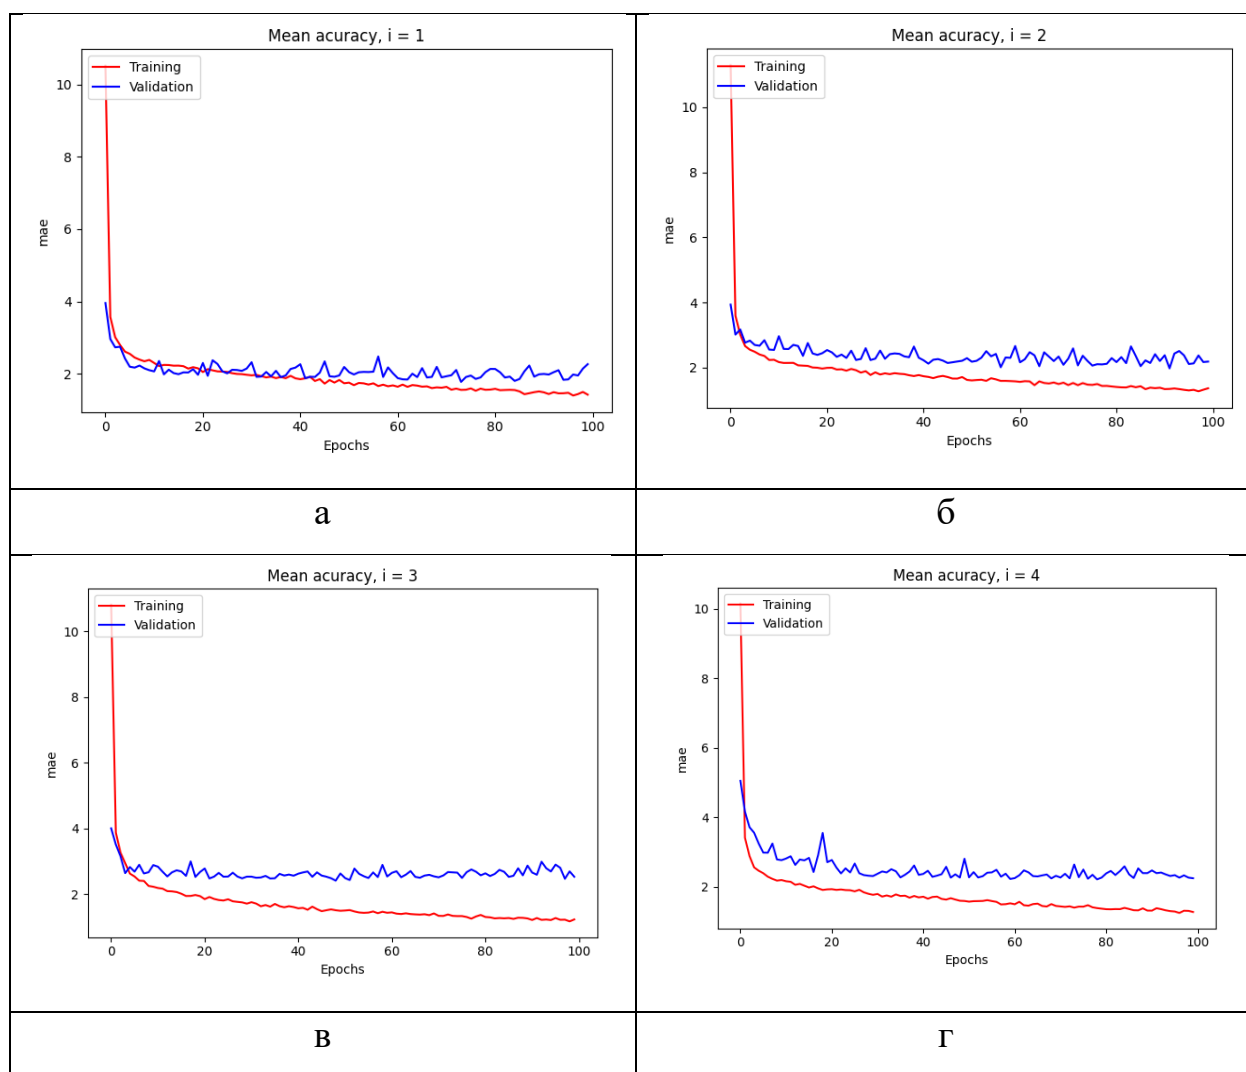 Mean acuracy, i = 1
10
8
6
4
2
mae
Training
Validation
0 20 40 60 80 100
Epochs
Mean acuracy, i = 2
10
8
6
4
2
mae
Training
Validation
0 20 40 60 80 100
Epochs
а
б
Mean acuracy, i = 3
10
8
6
4
2
mae
Training
Validation
0 20 40 60 80 100
Epochs
Mean acuracy, i = 4
10
8
6
4
2
mae
Training
Validation
0 20 40 60 80 100
Epochs
в
г